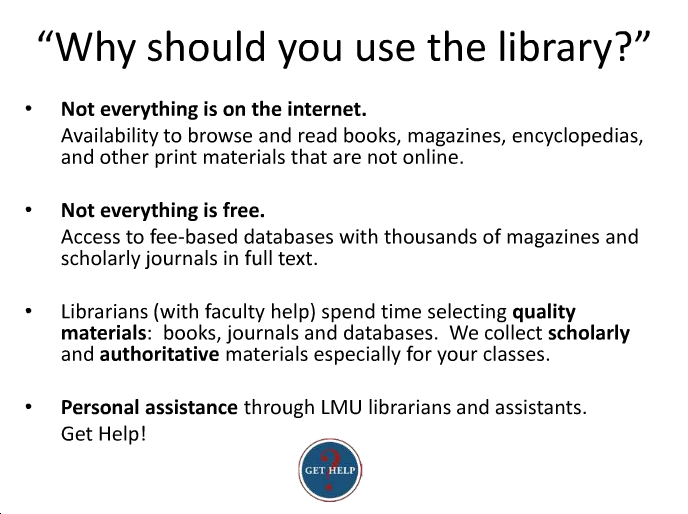 “Why should you use the library?”
• Not everything is on the internet.
Availability to browse and read books, magazines, encyclopedias,
and other print materials that are not online.
• Not everything is free.
Access to fee-based databases with thousands of magazines and
scholarly journals in full text.
• Librarians (with faculty help) spend time selecting quality
materials:  books, journals and databases.  We collect scholarly
and authoritative materials especially for your classes.
• Personal assistance through LMU librarians and assistants.
Get Help!
?
GET HELP